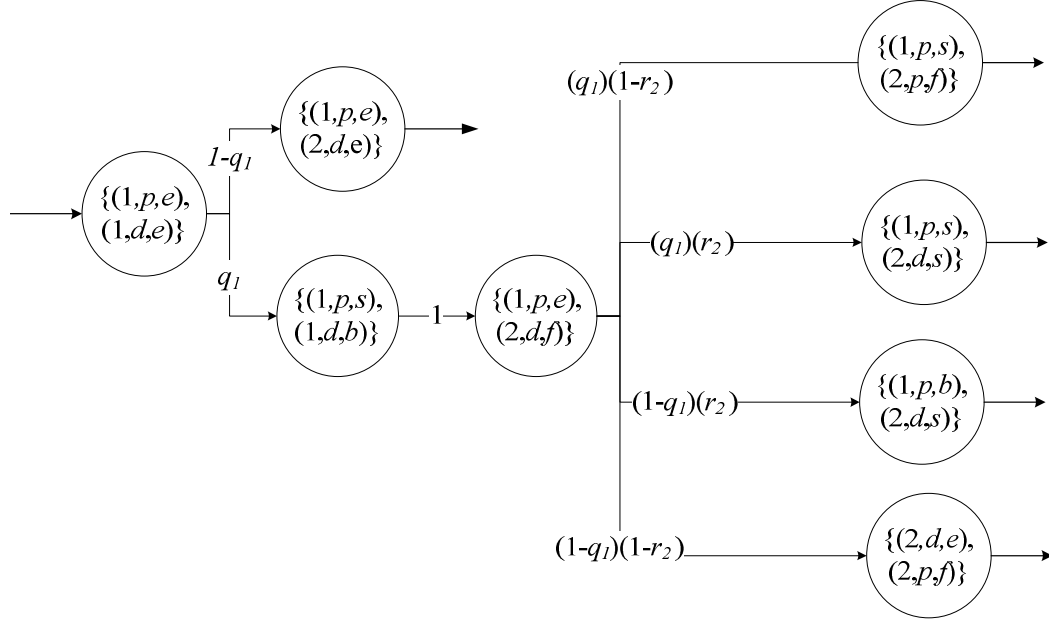 {(1,p,s),
(2,p,f)}
(q1)(1-r2)
{(1,p,e),
(2,d,e)}
1-q1
{(1,p,e),
(1,d,e)}
{(1,p,s),
(2,d,s)}
(q1)(r2)
q1
{(1,p,s),
(1,d,b)}
1
{(1,p,e),
(2,d,f)}
{(1,p,b),
(2,d,s)}
(1-q1)(r2)
{(2,d,e),
(2,p,f)}
(1-q1)(1-r2)